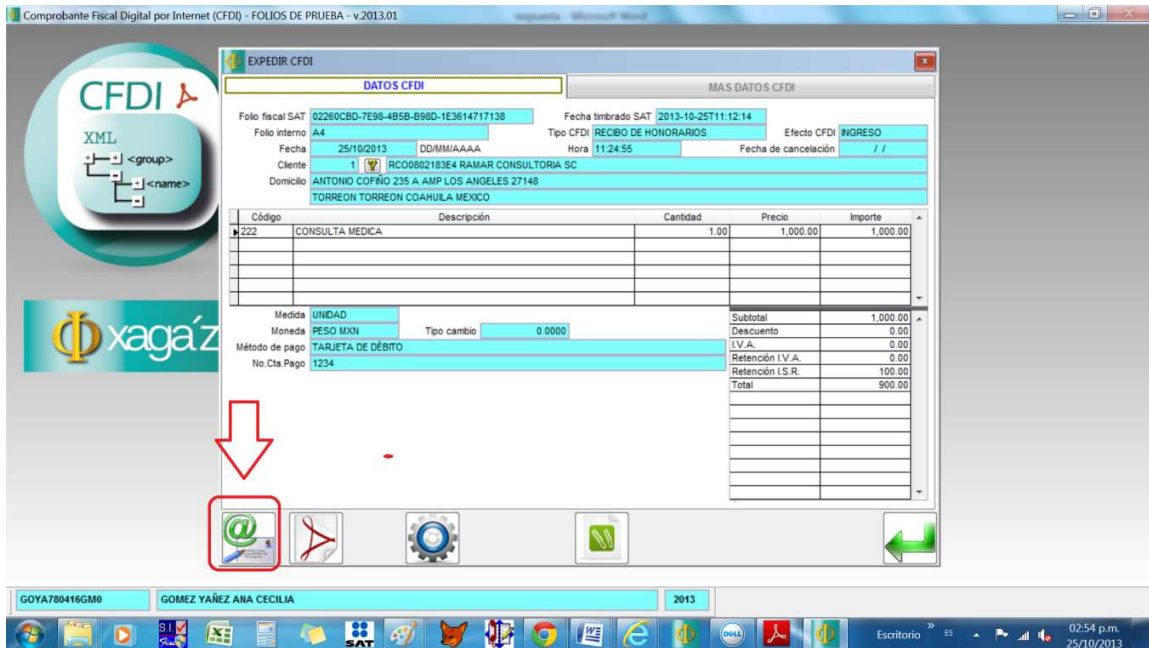 Comprobante Fiscal Digital por Internet (CFDI) - FOLIOS DE PRUEBA - v.2013.01
respuesta - Microsoft Word
CFDI
XML
<group>
<name>
xagaíz
EXPEDIR CFDI
DATOS CFDI
MAS DATOS CFDI
Folio fiscal SAT 02260CBD-7E98-4B5B-B98D-1E3614717138 Fecha timbrado SAT 2013-10-25T11:12:14
Folio interno A4 Tipo CFDI RECIBO DE HONORARIOS Efecto CFDI INGRESO
Fecha 25/10/2013 DD/MM/AAAA Hora 11:24:55 Fecha de cancelación / /
Cliente 1 RCO0802183E4 RAMAR CONSULTORIA SC
Domicilio ANTONIO COFIÑO 235 A AMP LOS ANGELES 27148
TORREON TORREON COAHUILA MEXICO
Código Descripción Cantidad Precio Importe
222 CONSULTA MEDICA 1.00 1,000.00 1,000.00
Medida UNIDAD
Moneda PESO MXN Tipo cambio 0.0000
Método de pago TARJETA DE DÉBITO
No.Cta.Pago 1234
Subtotal 1,000.00
Descuento 0.00
I.V.A. 0.00
Retención I.V.A. 0.00
Retención I.S.R. 100.00
Total 900.00
GOYA780416GM0 GOMEZ YAÑEZ ANA CECILIA 2013
SAT
DELL
Escritorio » ES 02:54 p.m.
25/10/2013